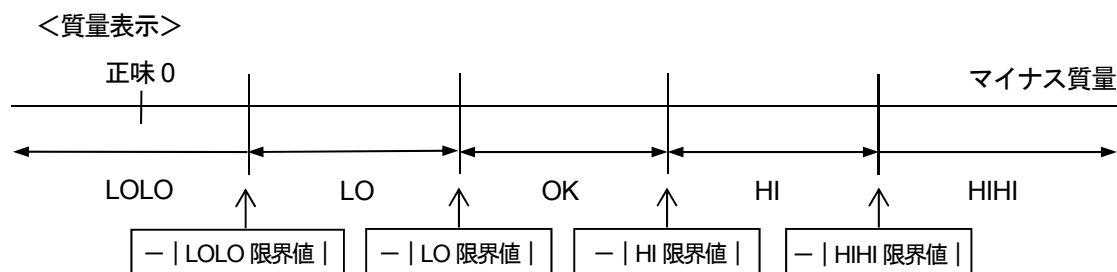 ＜質量表示＞
正味 0
マイナス質量
LOLO LO OK HI HIHI
－｜LOLO 限界値｜ －｜LO 限界値｜ －｜HI 限界値｜ －｜HIHI 限界値｜